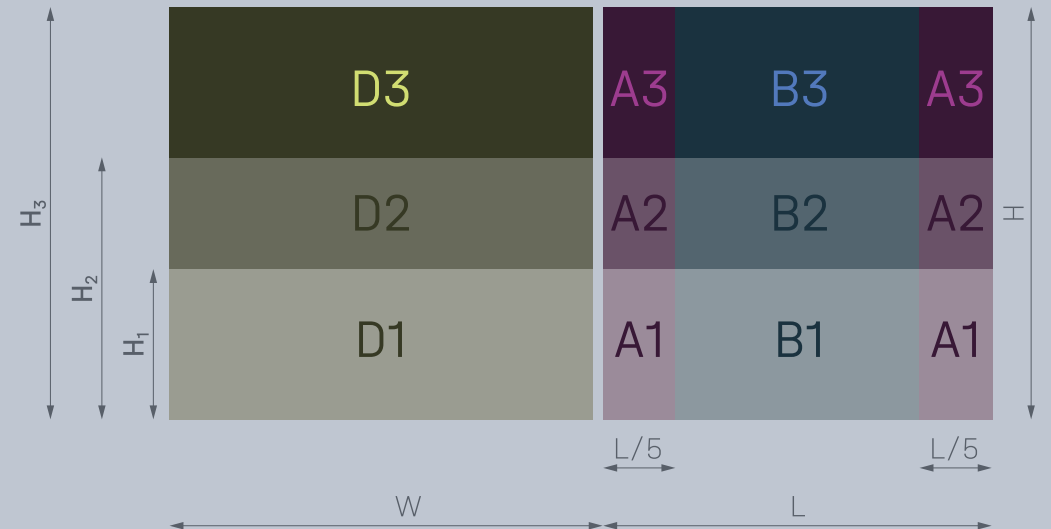 D3 A3 B3 A3
H₃ D2 A2 B2 A2 H
H₂
H₁ D1 A1 B1 A1
L/5 L/5
W L